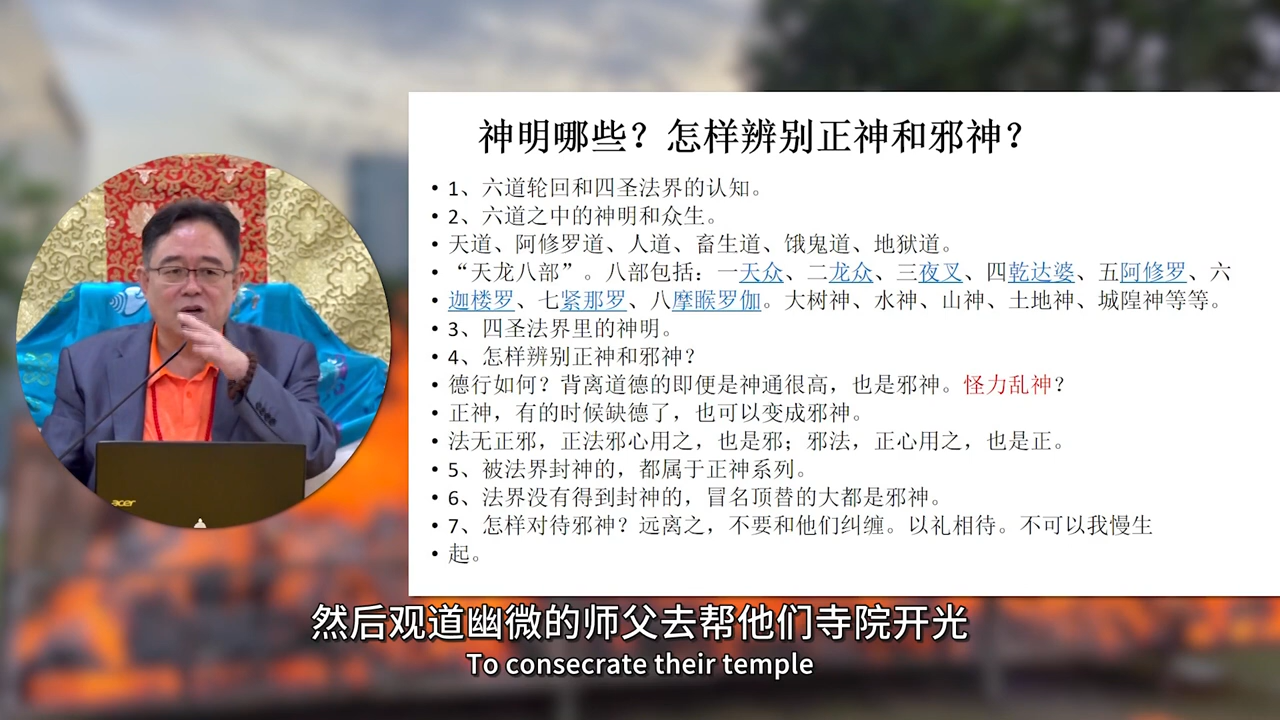 神明哪些？怎样辨别正神和邪神？
• 1、六道轮回和四圣法界的认知。
• 2、六道之中的神明和众生。
• 天道、阿修罗道、人道、畜生道、饿鬼道、地狱道。
• “天龙八部”。八部包括：一天众、二龙众、三夜叉、四乾达婆、五阿修罗、六
• 迦楼罗、七紧那罗、八摩睺罗伽。大树神、水神、山神、土地神、城隍神等等。
• 3、四圣法界里的神明。
• 4、怎样辨别正神和邪神？
• 德行如何？背离道德的即便是神通很高，也是邪神。怪力乱神？
• 正神，有的时候缺德了，也可以变成邪神。
• 法无正邪，正法邪心用之，也是邪；邪法，正心用之，也是正。
• 5、被法界封神的，都属于正神系列。
• 6、法界没有得到封神的，冒名顶替的大都是邪神。
• 7、怎样对待邪神？远离之，不要和他们纠缠。以礼相待。不可以我慢生
• 起。
acer
然后观道幽微的师父去帮他们寺院开光
To consecrate their temple